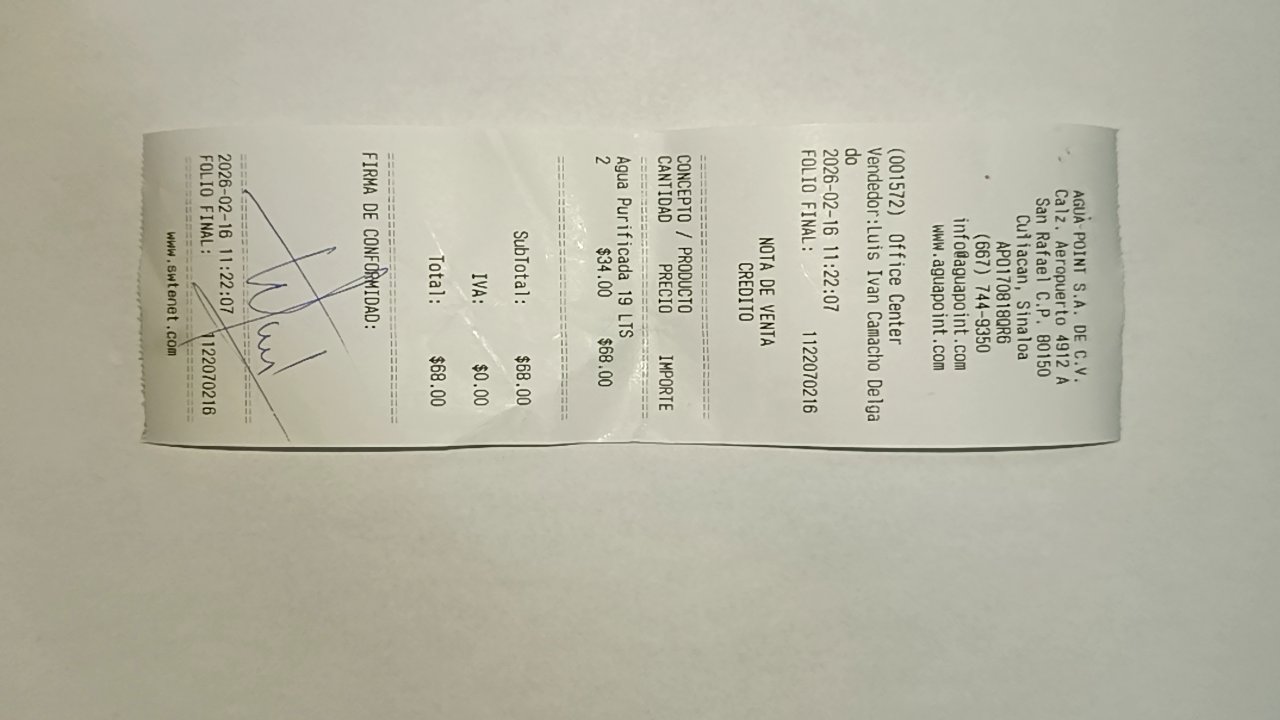 AGUA POINT S.A. DE C.V.
Calz. Aeropuerto 4912 A
San Rafael C.P. 80150
Culiacan, Sinaloa
APO1708180R6
(667) 744-9350
info@aguapoint.com
www.aguapoint.com
(001572) Office Center
Vendedor:Luis Ivan Camacho Delga
do
2026-02-16 11:22:07
FOLIO FINAL: 1122070216
NOTA DE VENTA
CREDITO
CONCEPTO / PRODUCTO
CANTIDAD PRECIO IMPORTE
Agua Purificada 19 LTS
2 $34.00 $68.00
SubTotal: $68.00
IVA: $0.00
Total: $68.00
FIRMA DE CONFORMIDAD:
2026-02-16 11:22:07
FOLIO FINAL: 1122070216
www.swtenet.com